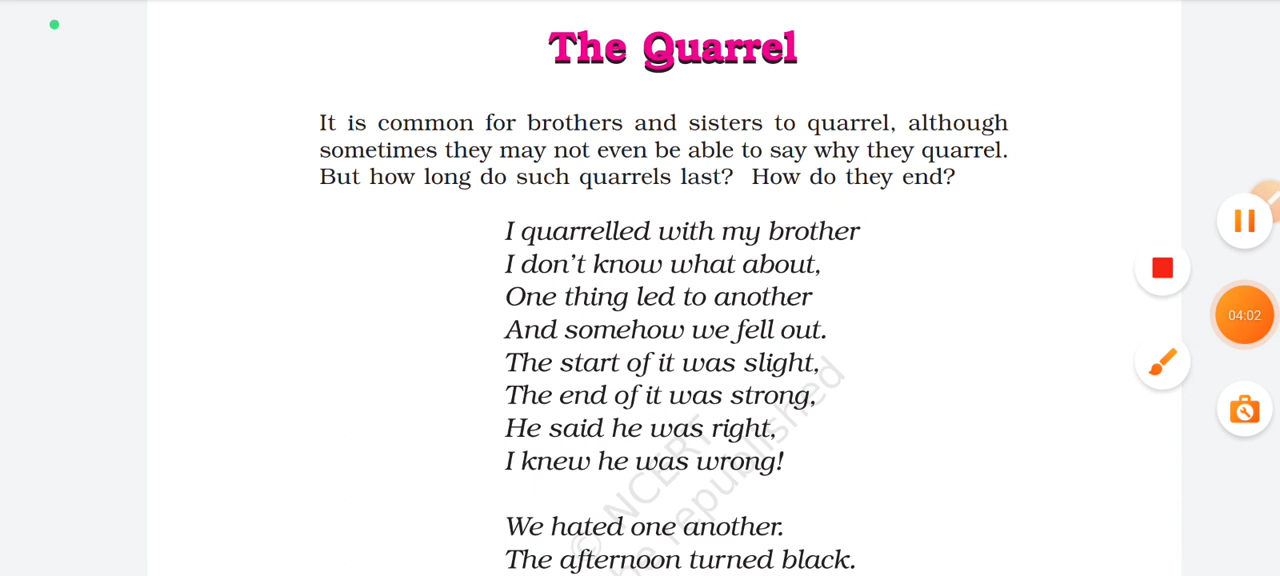 The Quarrel
It is common for brothers and sisters to quarrel, although
sometimes they may not even be able to say why they quarrel.
But how long do such quarrels last? How do they end?
I quarrelled with my brother
I don't know what about,
One thing led to another
And somehow we fell out.
The start of it was slight,
The end of it was strong,
He said he was right,
I knew he was wrong!
We hated one another.
The afternoon turned black.
04:02
© NCERT
be republished